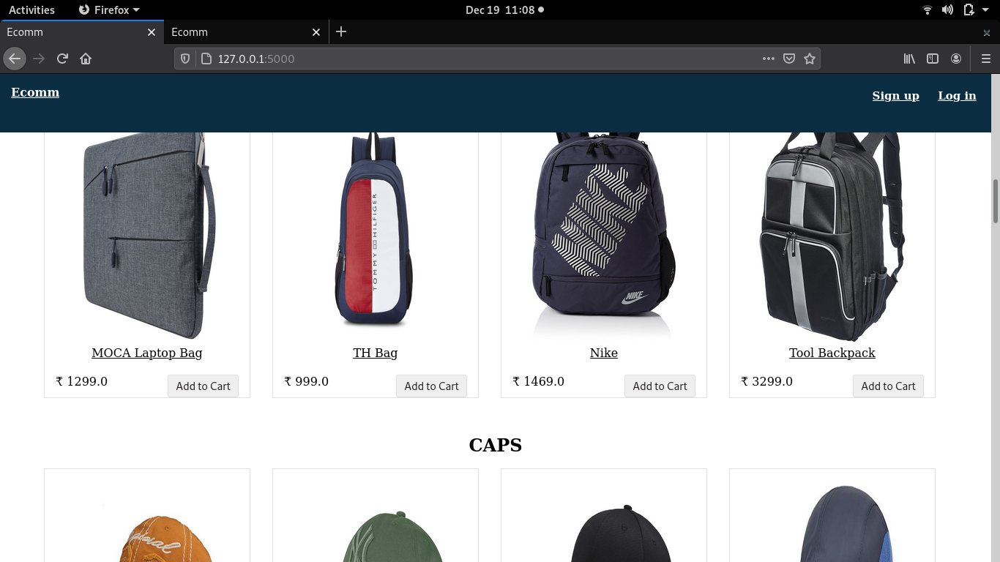 Activities Firefox Dec 19 11:08
Ecomm Ecomm
127.0.0.1:5000
Ecomm Sign up Log in
TOMMY HILFIGER
NIKE
MOCA Laptop Bag TH Bag Nike Tool Backpack
₹ 1299.0 Add to Cart ₹ 999.0 Add to Cart ₹ 1469.0 Add to Cart ₹ 3299.0 Add to Cart
CAPS